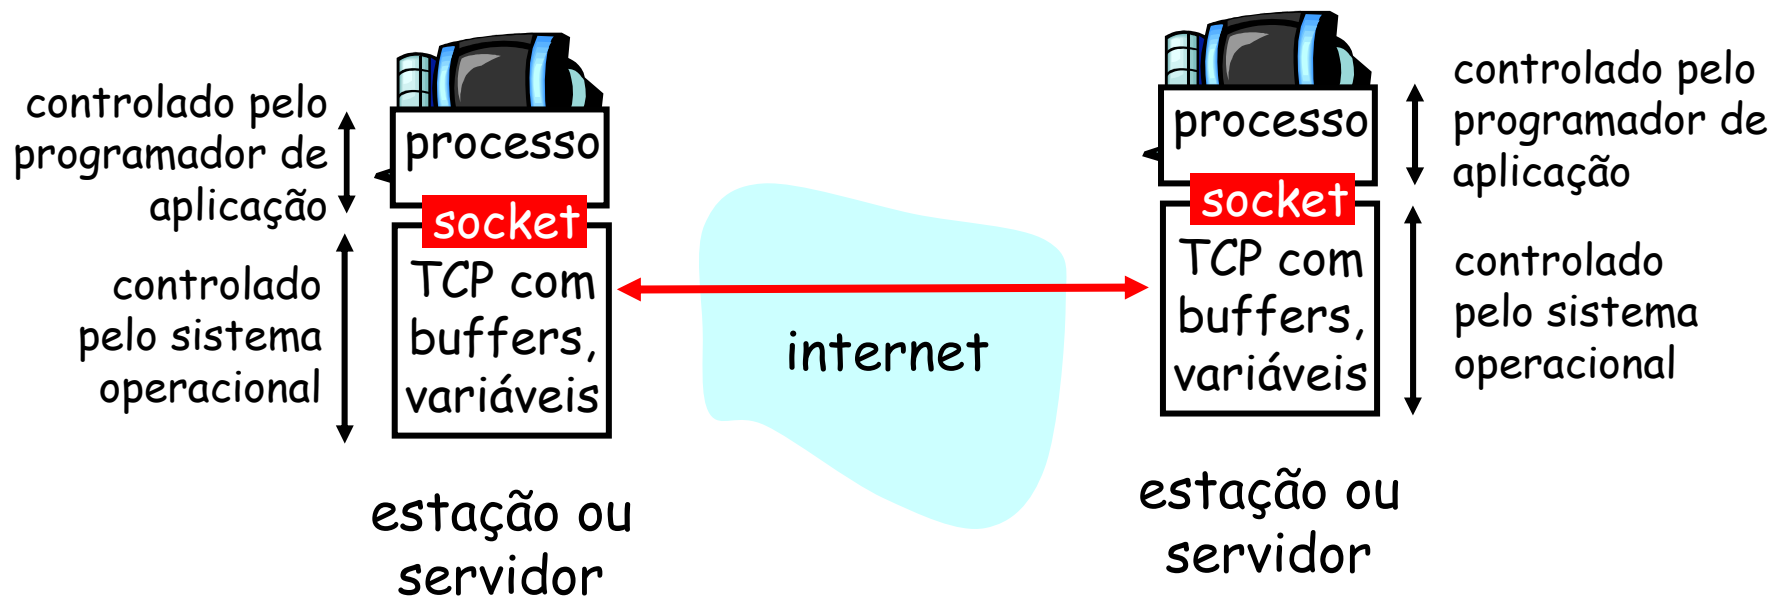 controlado pelo
programador de
aplicação
processo
socket
controlado
pelo sistema
operacional
TCP com
buffers,
variáveis
estação ou
servidor
internet
processo
controlado pelo
programador de
aplicação
socket
TCP com
buffers,
variáveis
controlado
pelo sistema
operacional
estação ou
servidor